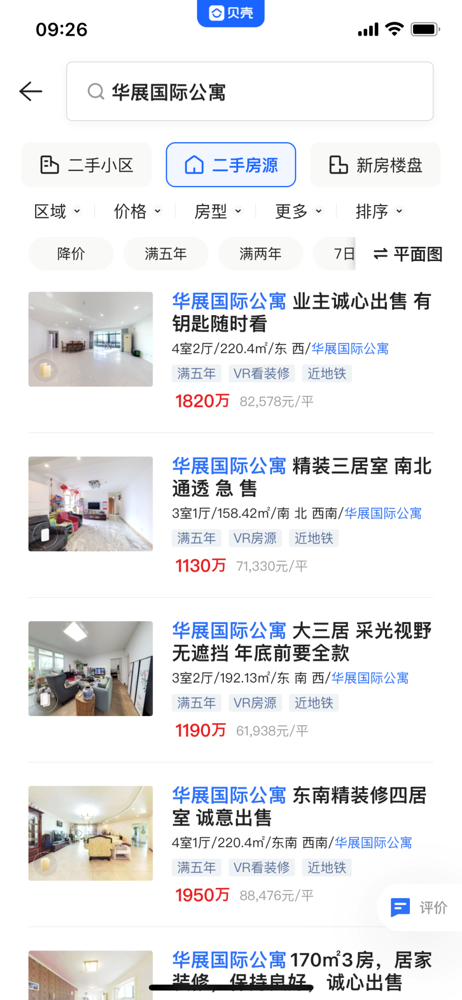 贝壳
09:26
华展国际公寓
二手小区
二手房源
新房楼盘
区域
价格
房型
更多
排序
降价
满五年
满两年
7日
平面图
华展国际公寓 业主诚心出售 有
钥匙随时看
4室2厅/220.4㎡/东 西/华展国际公寓
满五年 VR看装修 近地铁
1820万 82,578元/平
华展国际公寓 精装三居室 南北
通透 急 售
3室1厅/158.42㎡/南 北 西南/华展国际公寓
满五年 VR房源 近地铁
1130万 71,330元/平
华展国际公寓 大三居 采光视野
无遮挡 年底前要全款
3室2厅/192.13㎡/东 南 西/华展国际公寓
满五年 VR房源 近地铁
1190万 61,938元/平
华展国际公寓 东南精装修四居
室 诚意出售
4室1厅/220.4㎡/东南 西南/华展国际公寓
满五年 VR看装修 近地铁
1950万 88,476元/平
评价
华展国际公寓 170㎡3房，居家
装修，保持良好，诚心出售